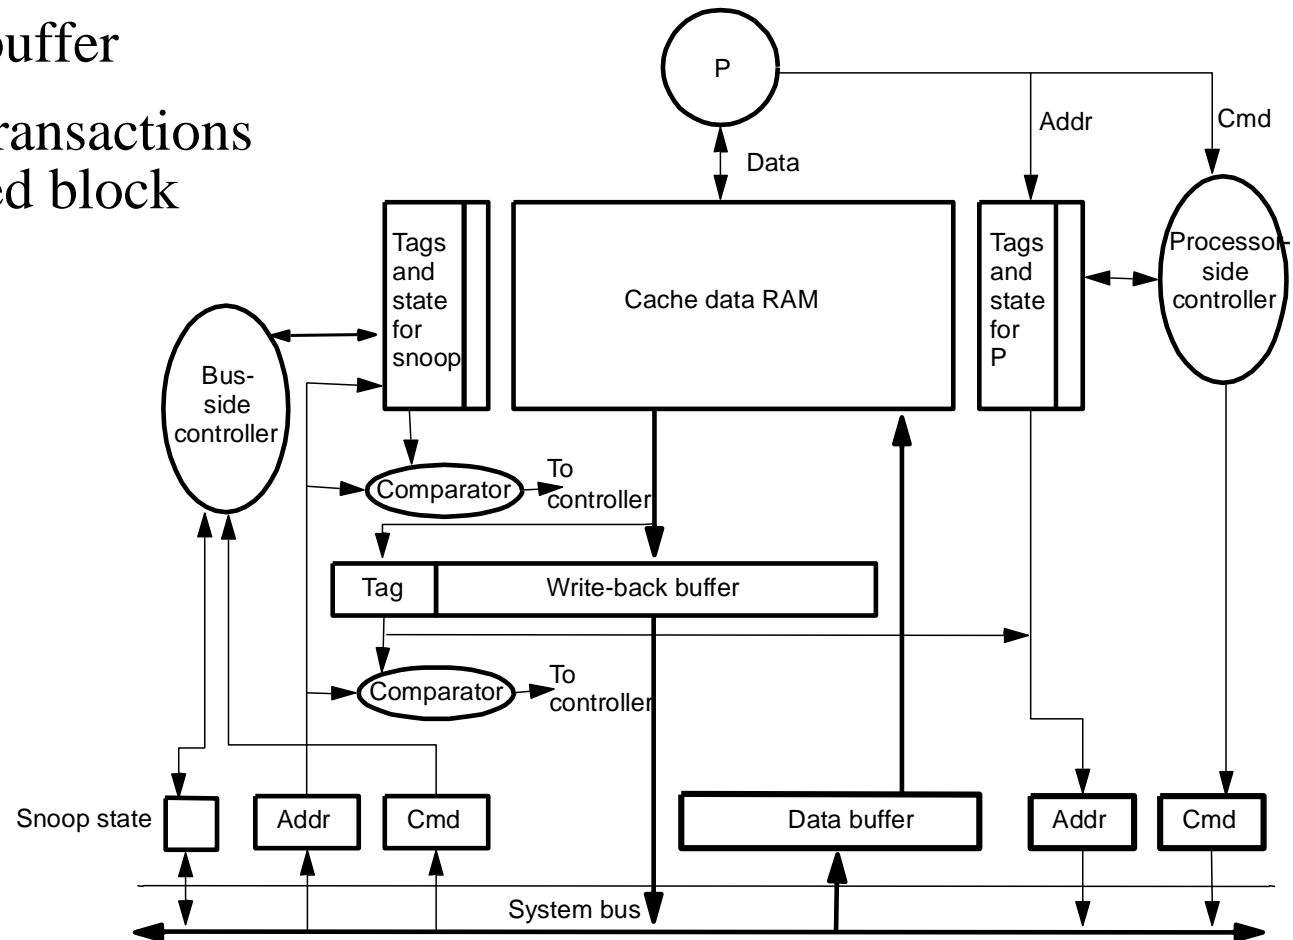 buffer
ransactions
ed block
P
Addr
Cmd
Data
Tags
and
state
for
snoop
Cache data RAM
Tags
and
state
for
P
Processor-
side
controller
Bus-
side
controller
Comparator
To
controller
Tag
Write-back buffer
Comparator
To
controller
Snoop state
Addr
Cmd
Data buffer
Addr
Cmd
System bus